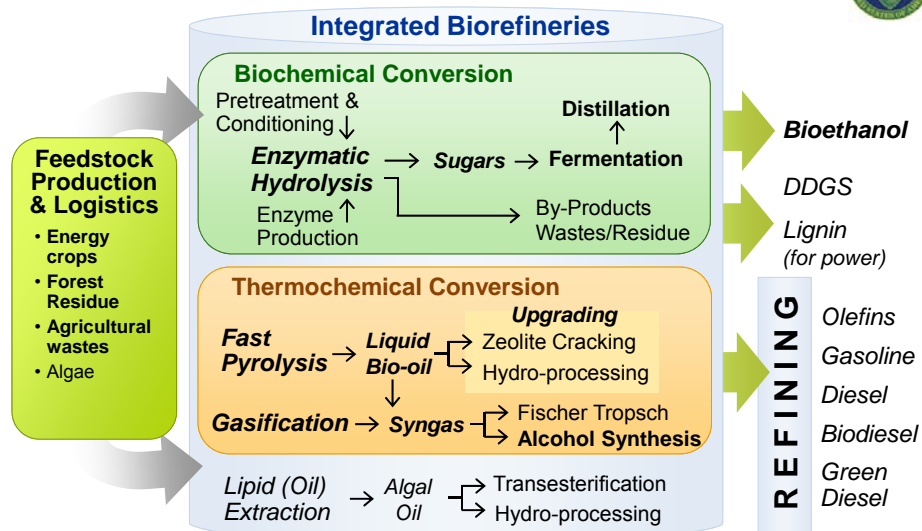 Integrated Biorefineries
Feedstock
Production
& Logistics
• Energy
crops
• Forest
Residue
• Agricultural
wastes
• Algae
Biochemical Conversion
Pretreatment &
Conditioning
Enzymatic
Hydrolysis
Enzyme
Production
Sugars
Distillation
Fermentation
By-Products
Wastes/Residue
Thermochemical Conversion
Fast
Pyrolysis
Liquid
Bio-oil
Upgrading
Zeolite Cracking
Hydro-processing
Gasification
Syngas
Fischer Tropsch
Alcohol Synthesis
Lipid (Oil)
Extraction
Algal
Oil
Transesterification
Hydro-processing
Bioethanol
DDGS
Lignin
(for power)
REFINING
Olefins
Gasoline
Diesel
Biodiesel
Green
Diesel